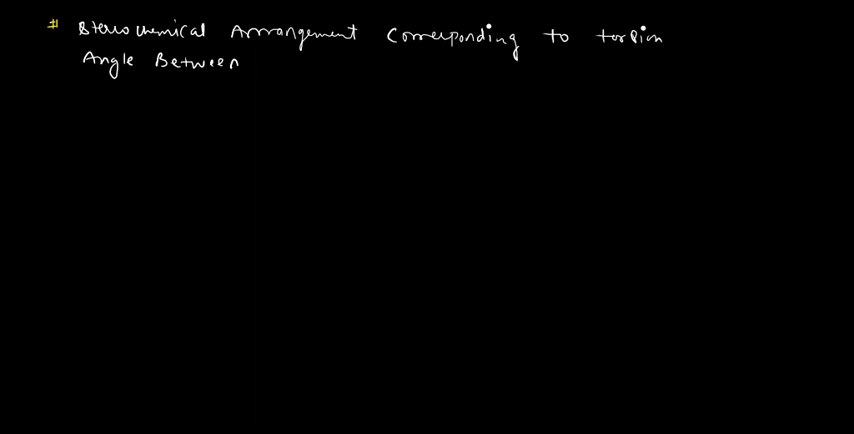 # Stereochemical Arrangement Corresponding to torsion
Angle Between